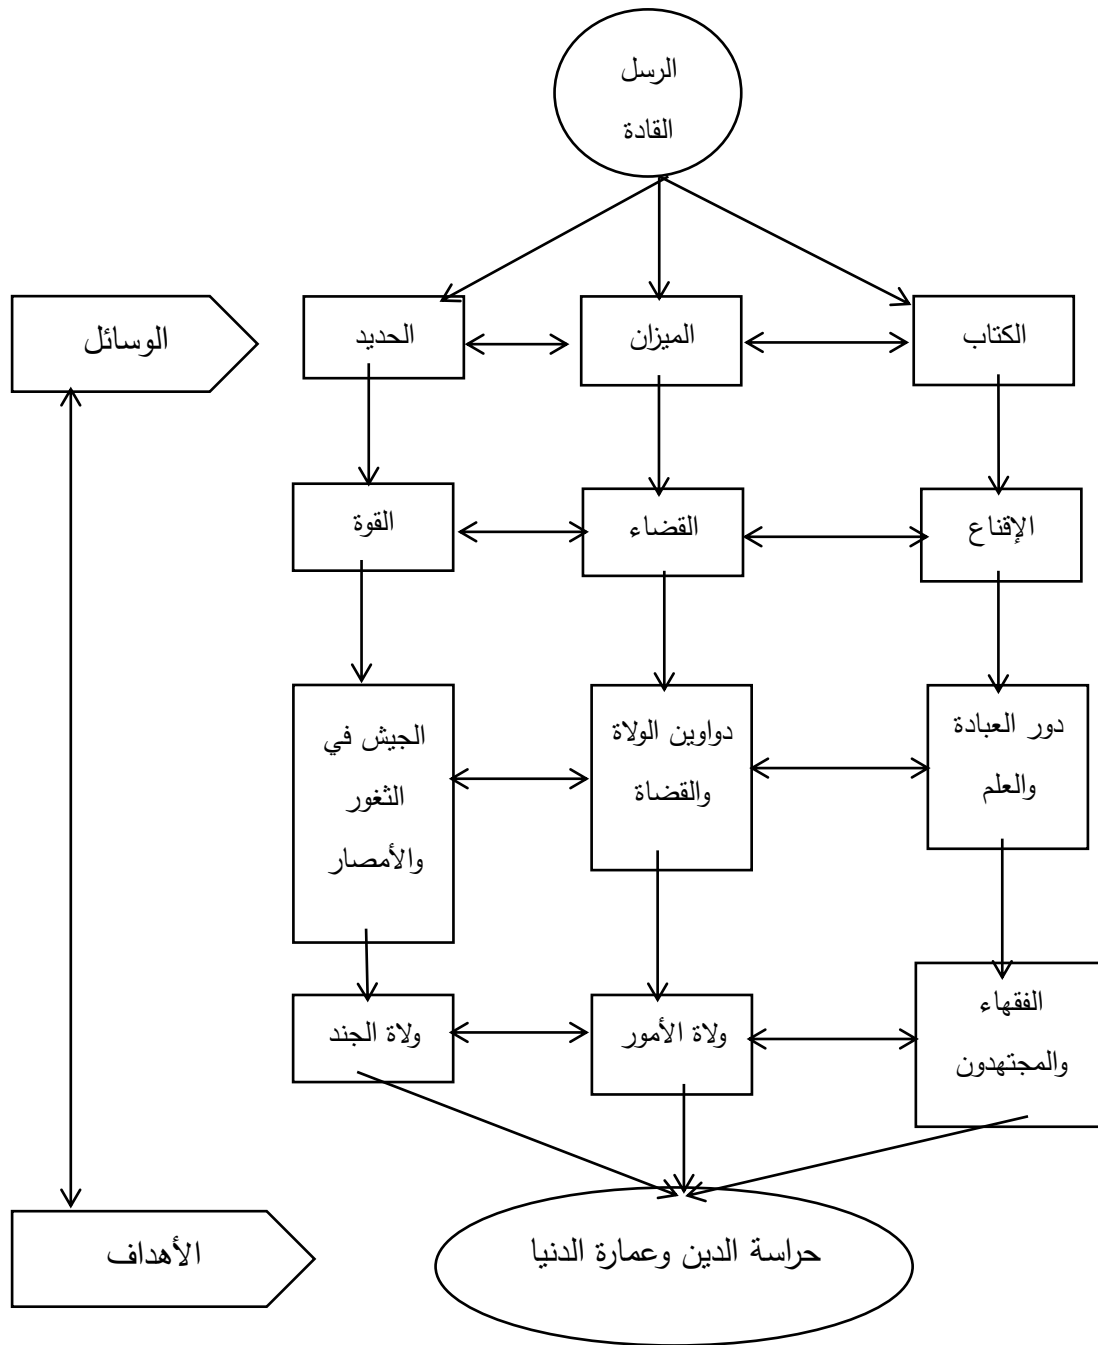 الرسل
القادة
الكتاب
الميزان
الحديد
الوسائل
الإقناع
القضاء
القوة
دور العبادة
والعلم
دواوين الولاة
والقضاة
الجيش في
الثغور
والأمصار
الفقهاء
والمجتهدون
ولاة الأمور
ولاة الجند
حراسة الدين وعمارة الدنيا
الأهداف